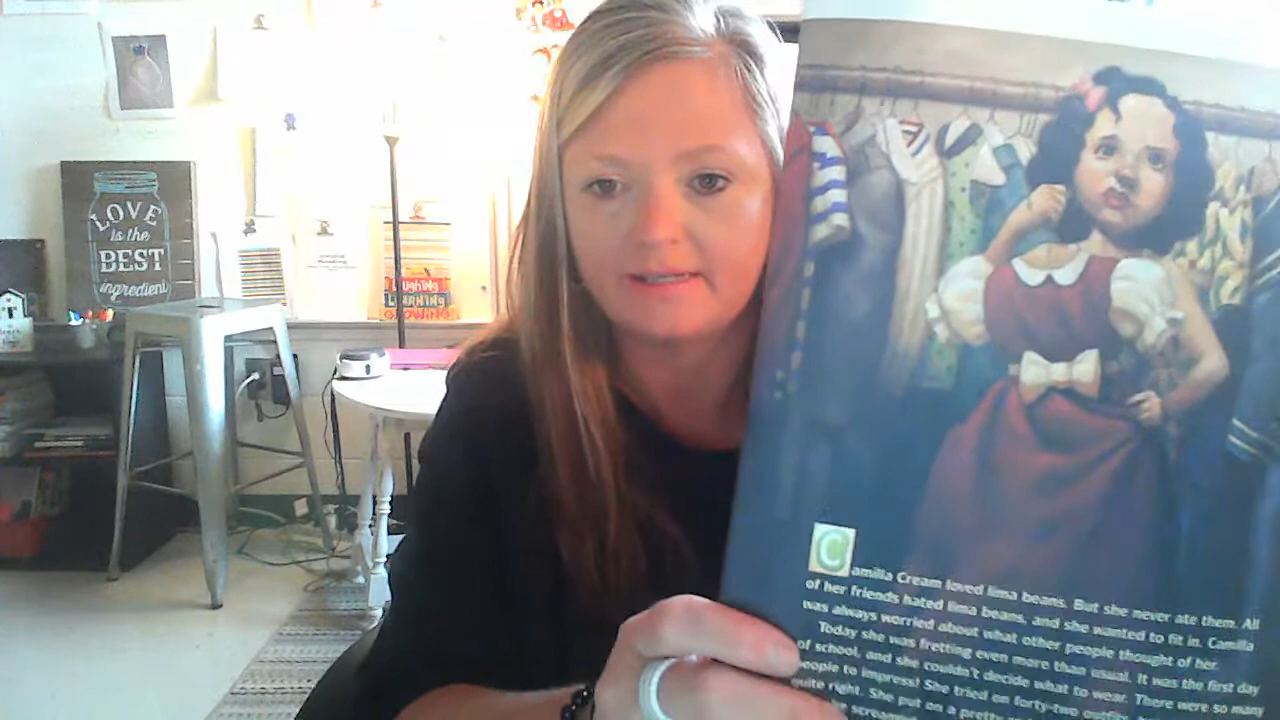 LOVE
is the
BEST
ingredient
Laughing
LEARNING
GROWING
Camilla Cream loved lima beans. But she never ate them. All
of her friends hated lima beans, and she wanted to fit in. Camilla
was always worried about what other people thought of her.
Today she was fretting even more than usual. It was the first day
of school, and she couldn't decide what to wear. There were so many
people to impress! She tried on forty-two outfits,
quite right. She put on a pretty
screamed